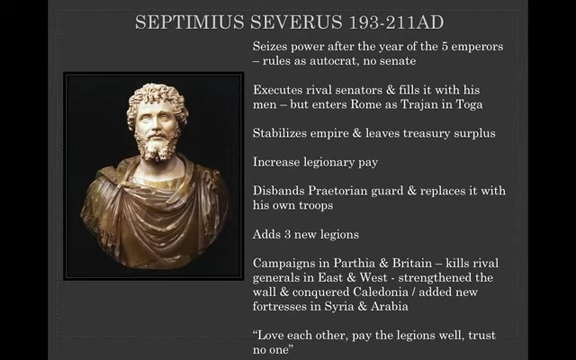 SEPTIMIUS SEVERUS 193-211AD
Seizes power after the year of the 5 emperors
– rules as autocrat, no senate
Executes rival senators & fills it with his
men – but enters Rome as Trajan in Toga
Stabilizes empire & leaves treasury surplus
Increase legionary pay
Disbands Praetorian guard & replaces it with
his own troops
Adds 3 new legions
Campaigns in Parthia & Britain – kills rival
generals in East & West - strengthened the
wall & conquered Caledonia / added new
fortresses in Syria & Arabia
“Love each other, pay the legions well, trust
no one”